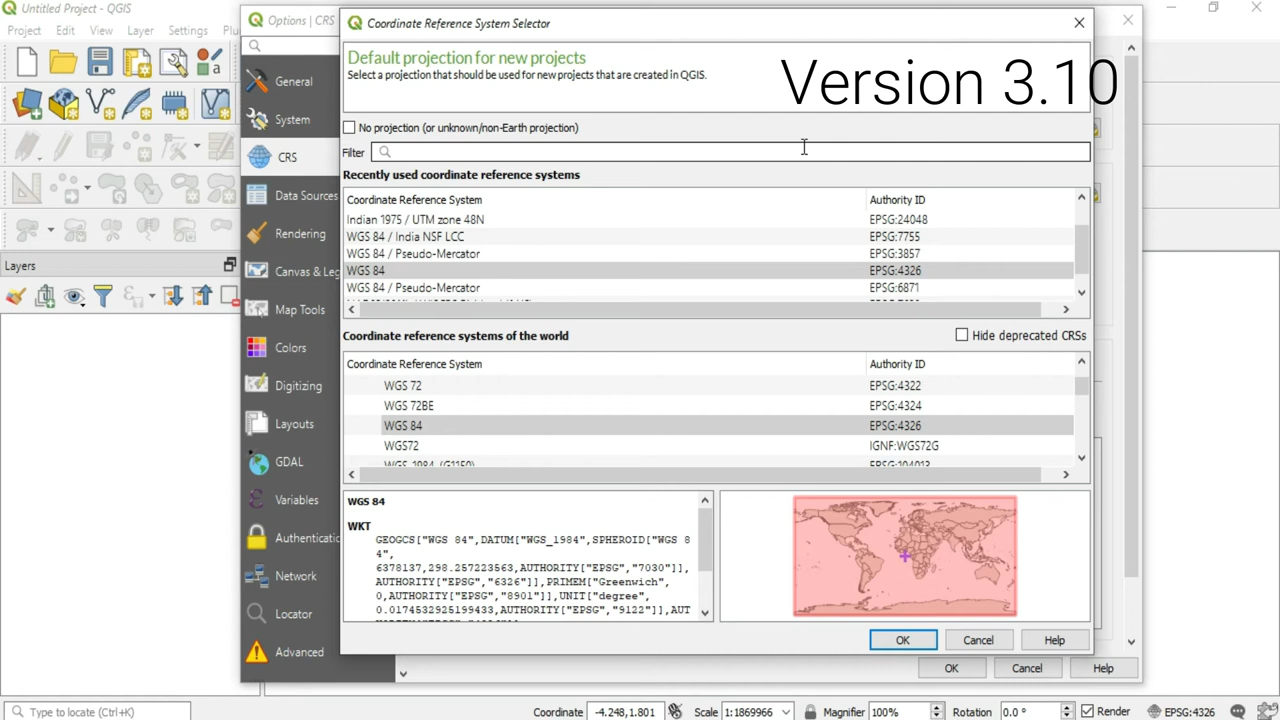 Untitled Project - QGIS
Project Edit View Layer Settings
Options | CRS
General
System
CRS
Data Sources
Rendering
Canvas & Leg
Map Tools
Colors
Digitizing
Layouts
GDAL
Variables
Authenticatic
Network
Locator
Advanced
Layers
Coordinate Reference System Selector
Default projection for new projects
Select a projection that should be used for new projects that are created in QGIS.
Version 3.10
No projection (or unknown/non-Earth projection)
Filter
Recently used coordinate reference systems
Coordinate Reference System Authority ID
Indian 1975 / UTM zone 48N EPSG:24048
WGS 84 / India NSF LCC EPSG:7755
WGS 84 / Pseudo-Mercator EPSG:3857
WGS 84 EPSG:4326
WGS 84 / Pseudo-Mercator EPSG:6871
Coordinate reference systems of the world Hide deprecated CRSs
Coordinate Reference System Authority ID
WGS 72 EPSG:4322
WGS 72BE EPSG:4324
WGS 84 EPSG:4326
WGS72 IGNF:WGS72G
WGS_1984_(G1150) EPSG:104013
WGS 84
WKT
GEOGCS["WGS 84",DATUM["WGS_1984",SPHEROID["WGS 8
4",
6378137,298.257223563,AUTHORITY["EPSG","7030"]],
AUTHORITY["EPSG","6326"]],PRIMEM["Greenwich",
0,AUTHORITY["EPSG","8901"]],UNIT["degree",
0.0174532925199433,AUTHORITY["EPSG","9122"]],AUT
OK Cancel Help
OK Cancel Help
Type to locate (Ctrl+K) Coordinate -4.248,1.801 Scale 1:1869966 Magnifier 100% Rotation 0.0 ° Render EPSG:4326